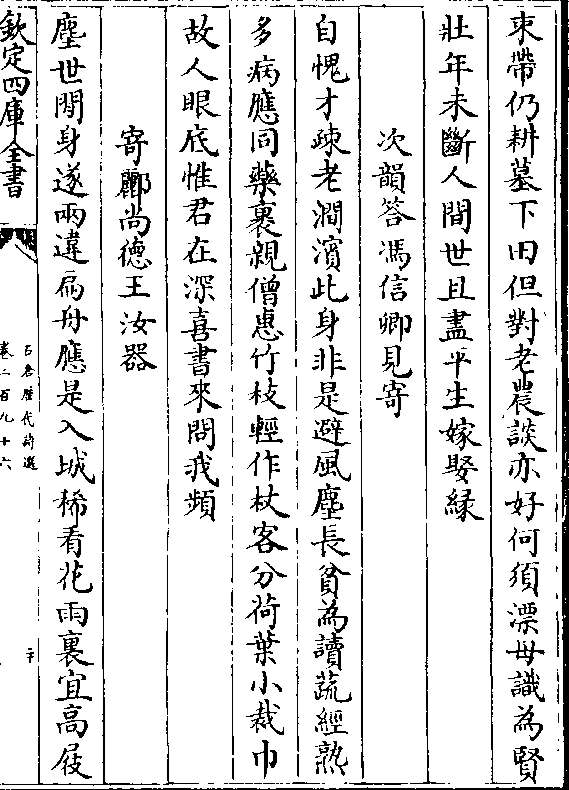 束帶仍耕墓下田但對老農談亦好何須漂母識為賢
壯年未斷人間世且盡平生嫁娶緣
次韻答馮信卿見寄
自愧才疎老澗濱此身非是避風塵長貧為讀蔬經熟
多病應同藥裹親僧惠竹枝輕作杖客分荷葉小裁巾
故人眼底惟君在深喜書來問我頻
寄酈尚德王汝器
塵世閒身遂兩違扁舟應是入城稀看花雨裏宜高屐
欽定四庫全書
石倉歷代詩選
卷二百九十六